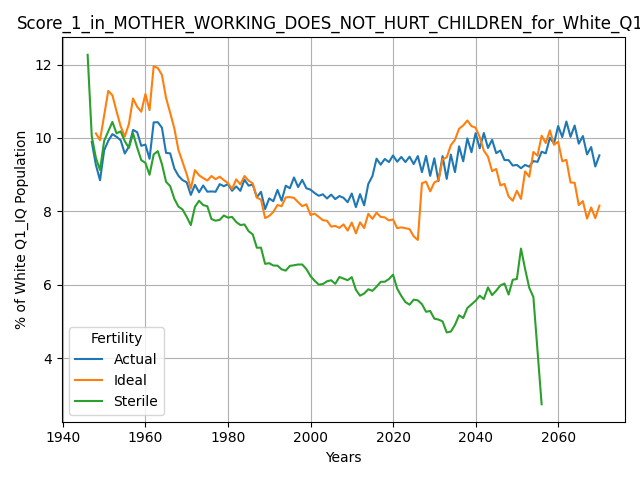 Score_1_in_MOTHER_WORKING_DOES_NOT_HURT_CHILDREN_for_White_Q1
% of White Q1_IQ Population
12
10
8
6
4
Fertility
Actual
Ideal
Sterile
1940 1960 1980 2000 2020 2040 2060
Years